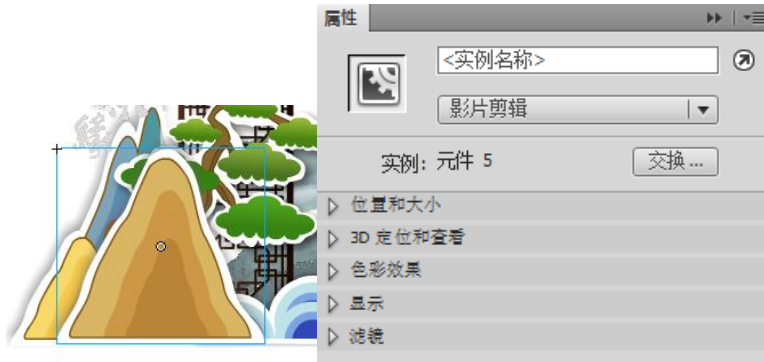 属性
<实例名称>
影片剪辑
实例: 元件 5
交换...
位置和大小
3D 定位和查看
色彩效果
显示
滤镜